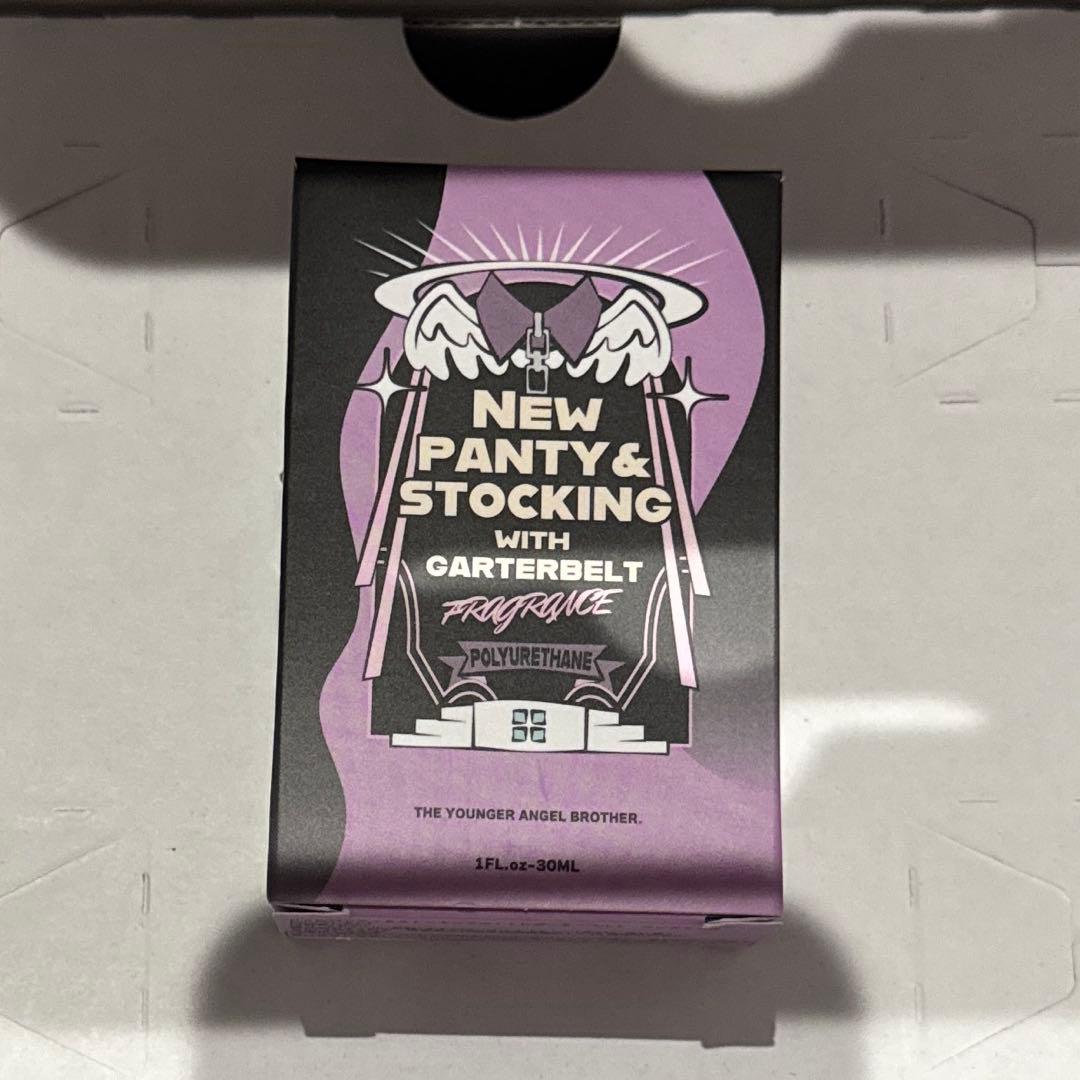 NEW
PANTY &
STOCKING
WITH
GARTERBELT
FRAGRANCE
POLYURETHANE
THE YOUNGER ANGEL BROTHER.
1FL.oz-30ML